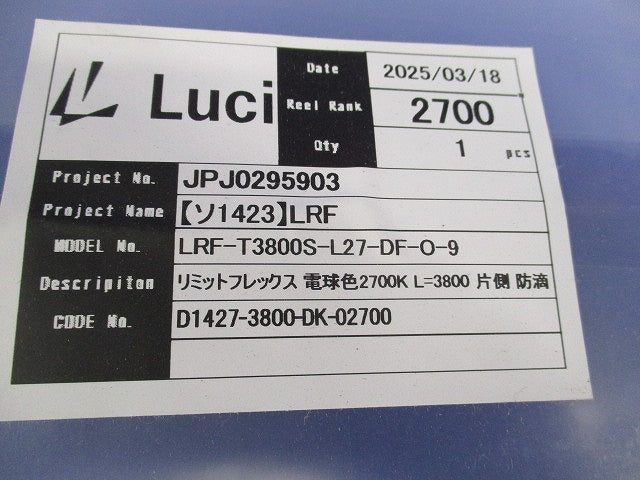 Luci
Date 2025/03/18
Reel Rank 2700
Qty 1 pcs
Project No. JPJ0295903
Project Name 【ソ1423】LRF
MODEL No. LRF-T3800S-L27-DF-O-9
Descripiton リミットフレックス 電球色2700K L=3800 片側 防滴
CODE No. D1427-3800-DK-02700